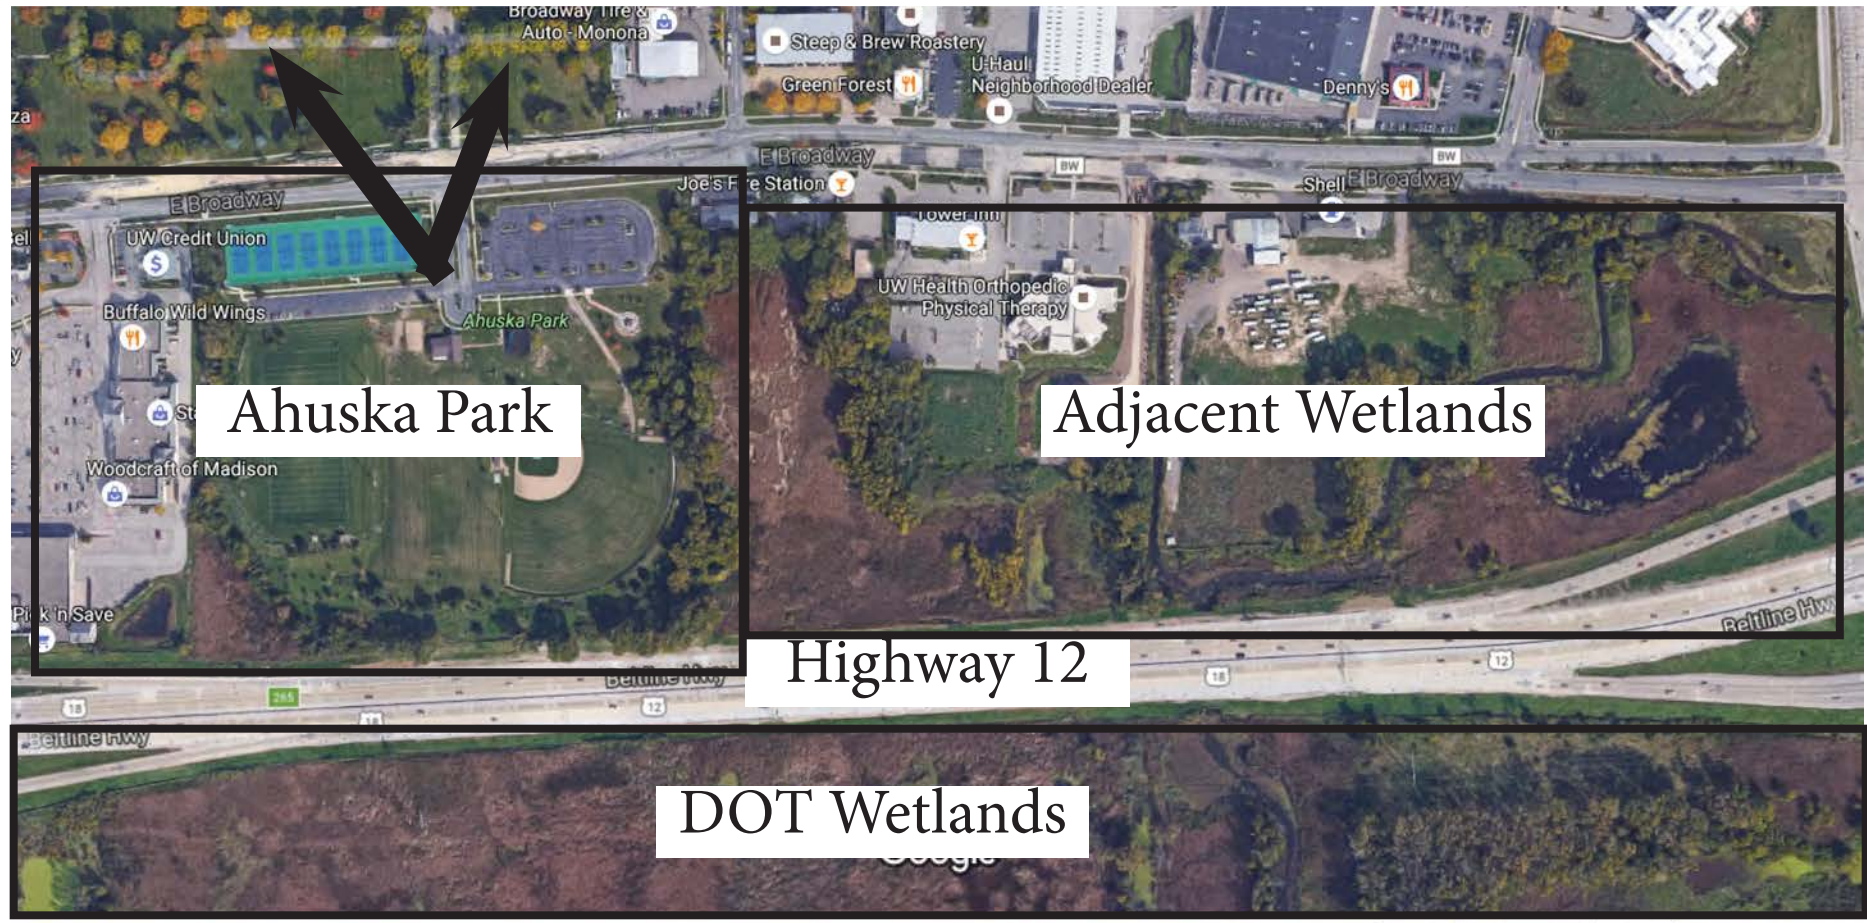 Broadway Tire &
Auto - Monona
Steep & Brew Roastery
U-Haul
Neighborhood Dealer
Green Forest
Denny's
za
E Broadway
BW
BW
Joe's Fire Station
Shell
E Broadway
E Broadway
Tower Inn
UW Credit Union
$
UW Health Orthopedic
Physical Therapy
Buffalo Wild Wings
Ahuska Park
Ahuska Park
Adjacent Wetlands
Sta
Woodcraft of Madison
Pick 'n Save
Beltline Hwy
Highway 12
Beltline Hwy
12
18
265
18
18
12
Beltline Hwy
DOT Wetlands
Google